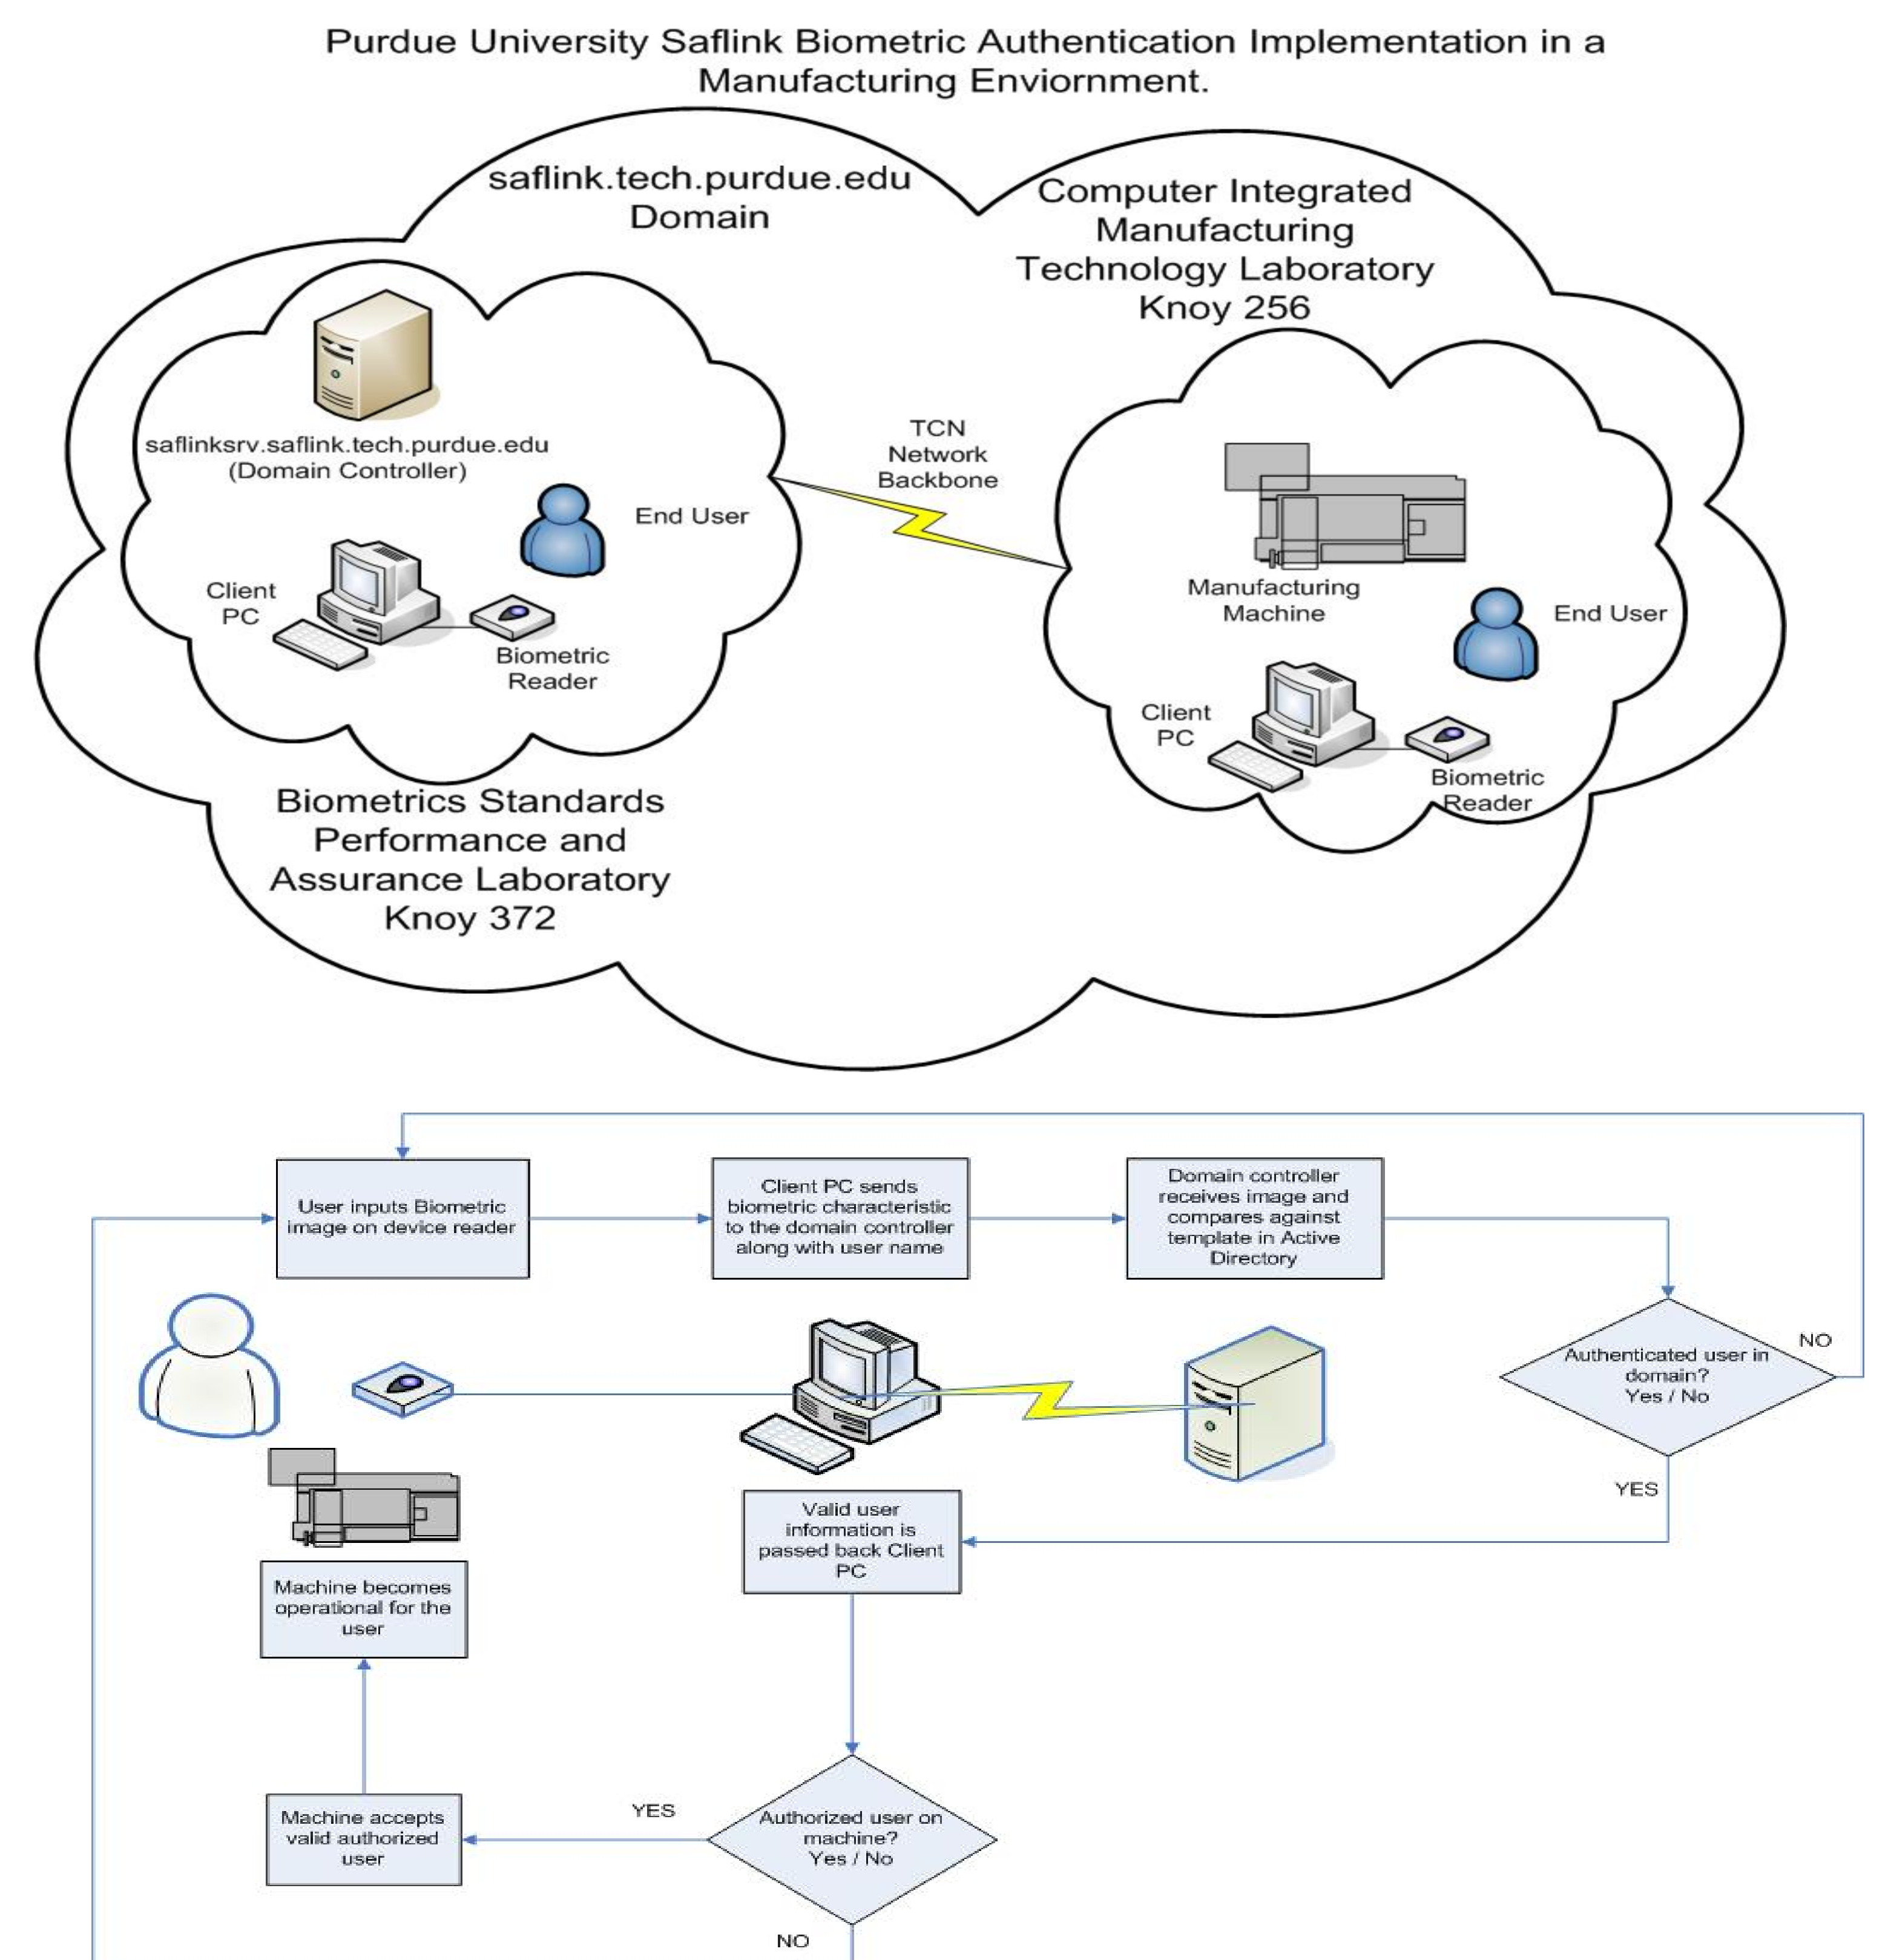 Purdue University Saflink Biometric Authentication Implementation in a
Manufacturing Enviornment.
saflink.tech.purdue.edu
Domain
Computer Integrated
Manufacturing
Technology Laboratory
Knoy 256
saflinksrv.saflink.tech.purdue.edu
(Domain Controller)
End User
Client
PC
Biometric
Reader
TCN
Network
Backbone
Manufacturing
Machine
End User
Client
PC
Biometric
Reader
Biometrics Standards
Performance and
Assurance Laboratory
Knoy 372
User inputs Biometric
image on device reader
Client PC sends
biometric characteristic
to the domain controller
along with user name
Domain controller
receives image and
compares against
template in Active
Directory
Authenticated user in
domain?
Yes / No
NO
YES
Valid user
information is
passed back Client
PC
Machine becomes
operational for the
user
Machine accepts
valid authorized
user
YES
Authorized user on
machine?
Yes / No
NO